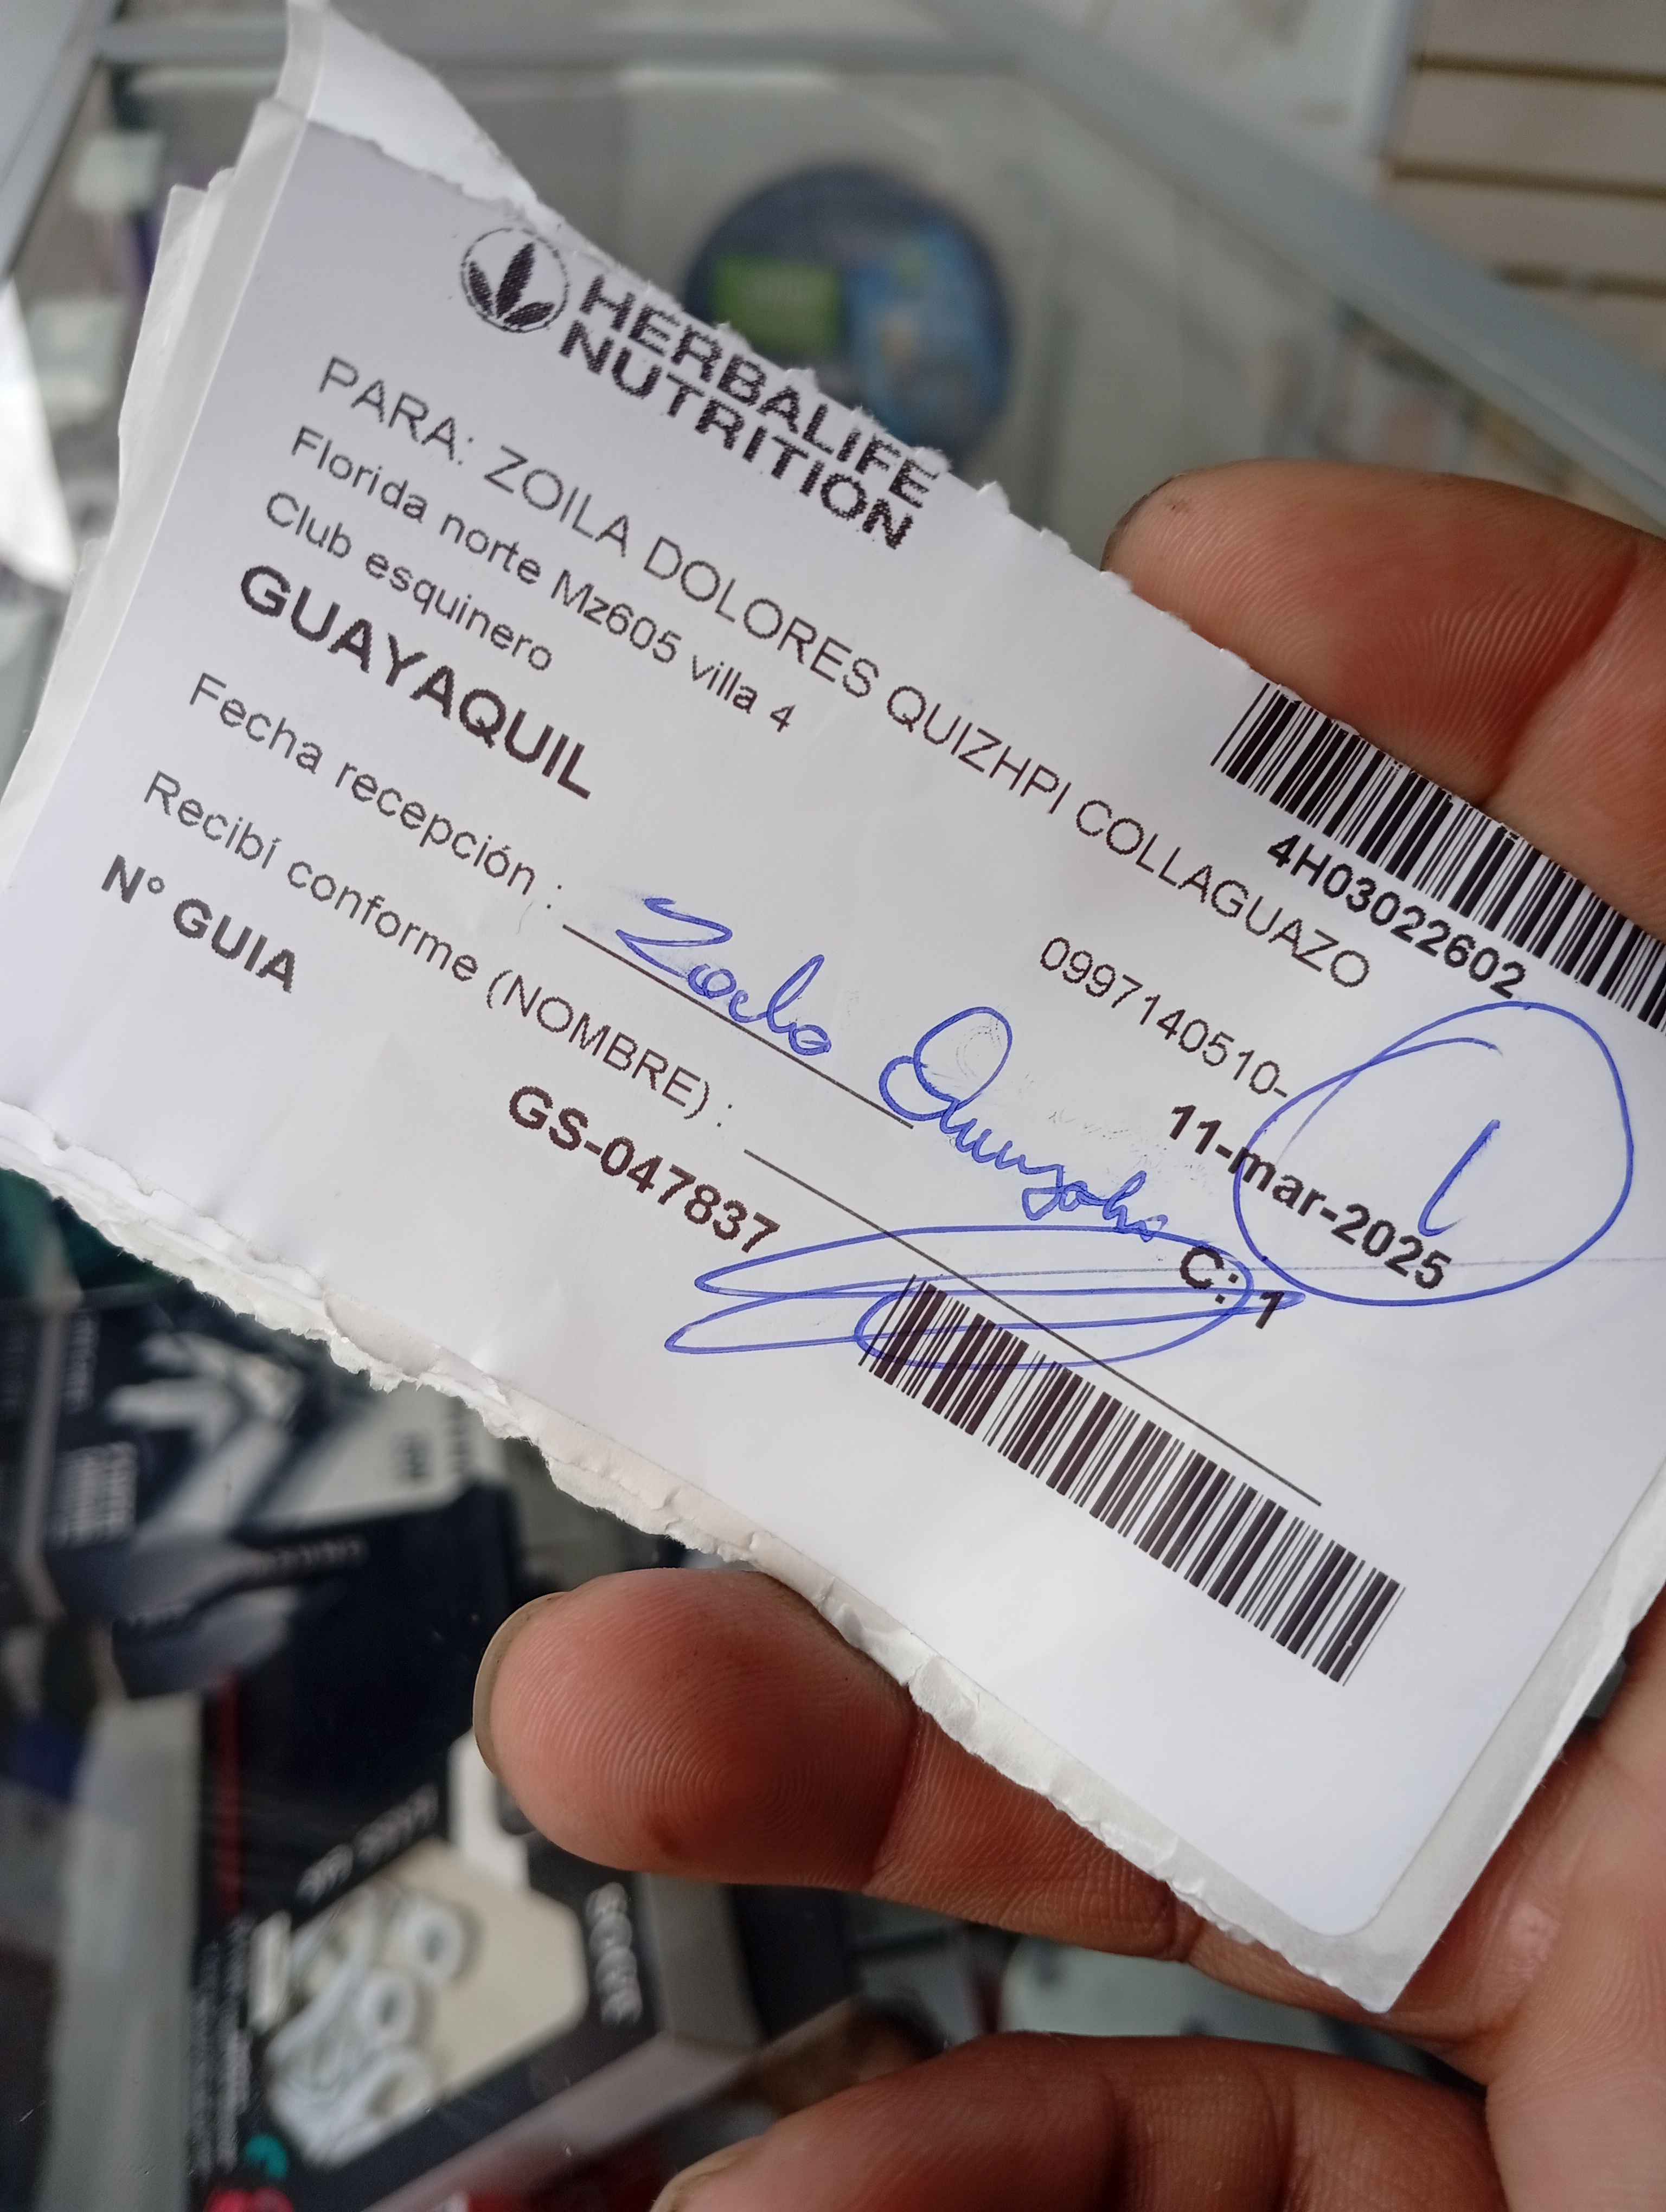 HERBALIFE
NUTRITION
4H03022602
PARA: ZOILA DOLORES QUIZHPI COLLAGUAZO
Florida norte Mz605 villa 4
Club esquinero
0997140510-
GUAYAQUIL
11-mar-2025
1
Fecha recepción :
Recibí conforme (NOMBRE) :
C: 1
N° GUIA
GS-047837